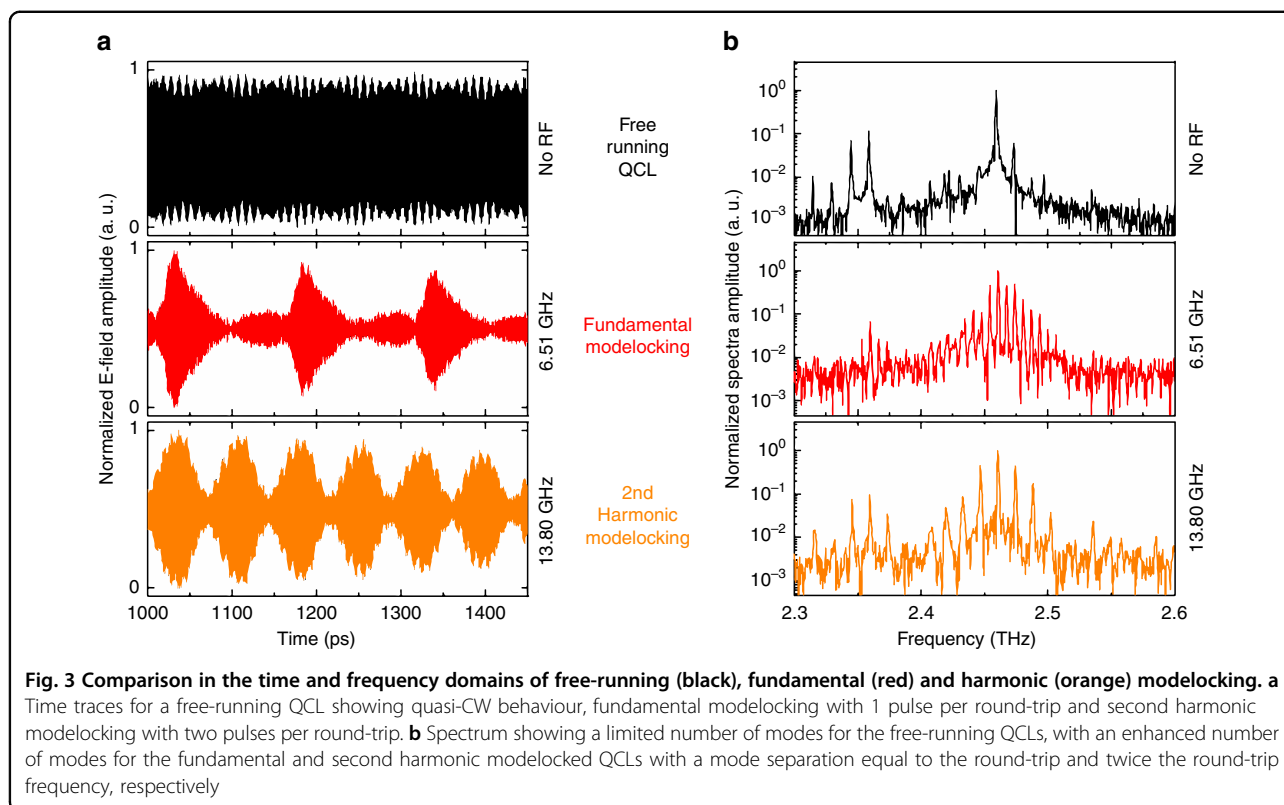 a
b
Normalized E-field amplitude (a. u.)
1
0
No RF
1
0
6.51 GHz
1
0
13.80 GHz
1000 1100 1200 1300 1400
Time (ps)
Free
running
QCL
Fundamental
modelocking
2nd
Harmonic
modelocking
Normalized spectra amplitude (a. u.)
10⁰
10⁻¹
10⁻²
10⁻³
No RF
10⁰
10⁻¹
10⁻²
10⁻³
6.51 GHz
10⁰
10⁻¹
10⁻²
10⁻³
13.80 GHz
2.3 2.4 2.5 2.6
Frequency (THz)
Fig. 3 Comparison in the time and frequency domains of free-running (black), fundamental (red) and harmonic (orange) modelocking. a
Time traces for a free-running QCL showing quasi-CW behaviour, fundamental modelocking with 1 pulse per round-trip and second harmonic
modelocking with two pulses per round-trip. b Spectrum showing a limited number of modes for the free-running QCLs, with an enhanced number
of modes for the fundamental and second harmonic modelocked QCLs with a mode separation equal to the round-trip and twice the round-trip
frequency, respectively